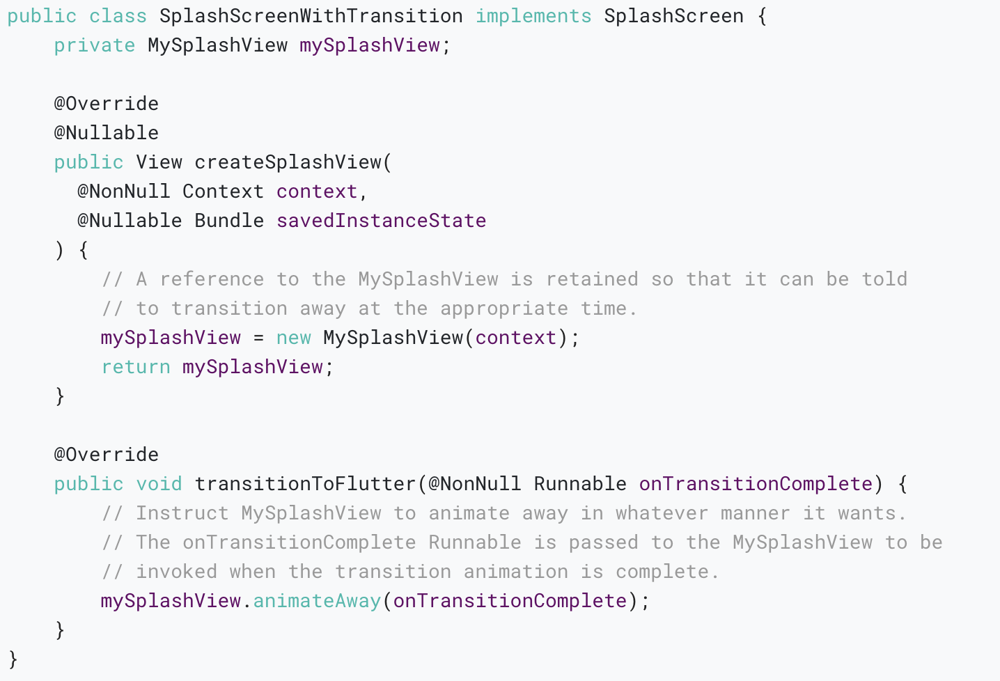 public class SplashScreenWithTransition implements SplashScreen {
    private MySplashView mySplashView;

    @Override
    @Nullable
    public View createSplashView(
      @NonNull Context context,
      @Nullable Bundle savedInstanceState
    ) {
        // A reference to the MySplashView is retained so that it can be told
        // to transition away at the appropriate time.
        mySplashView = new MySplashView(context);
        return mySplashView;
    }

    @Override
    public void transitionToFlutter(@NonNull Runnable onTransitionComplete) {
        // Instruct MySplashView to animate away in whatever manner it wants.
        // The onTransitionComplete Runnable is passed to the MySplashView to be
        // invoked when the transition animation is complete.
        mySplashView.animateAway(onTransitionComplete);
    }
}